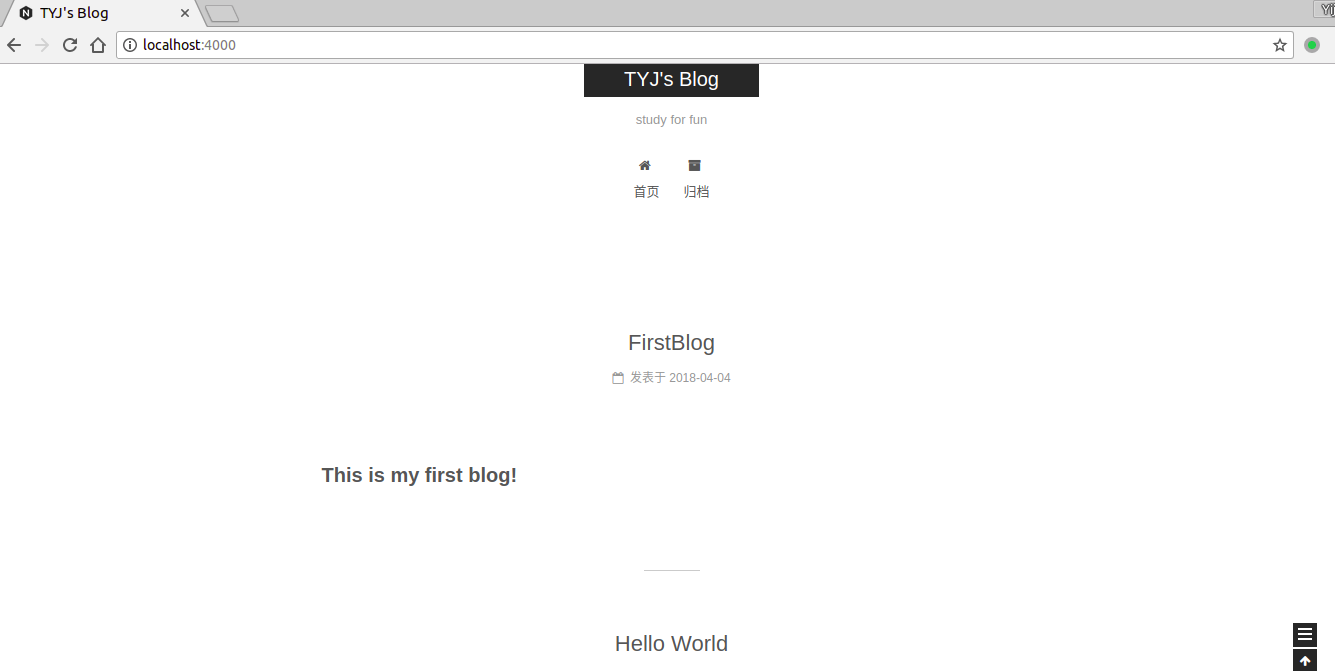 TYJ's Blog
localhost:4000
TYJ's Blog
study for fun
首页 归档
FirstBlog
发表于 2018-04-04
This is my first blog!
Hello World